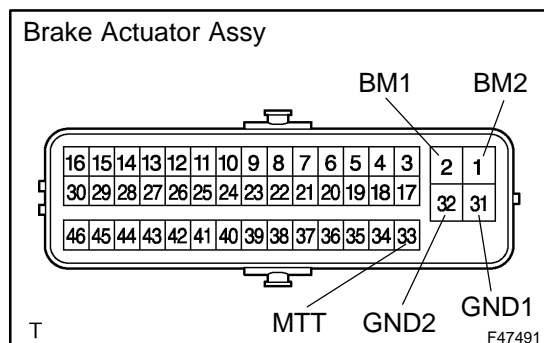 Brake Actuator Assy
BM1 BM2
16 15 14 13 12 11 10 9 8 7 6 5 4 3 2 1
30 29 28 27 26 25 24 23 22 21 20 19 18 17 32 31
46 45 44 43 42 41 40 39 38 37 36 35 34 33
MTT GND2 GND1
T F47491